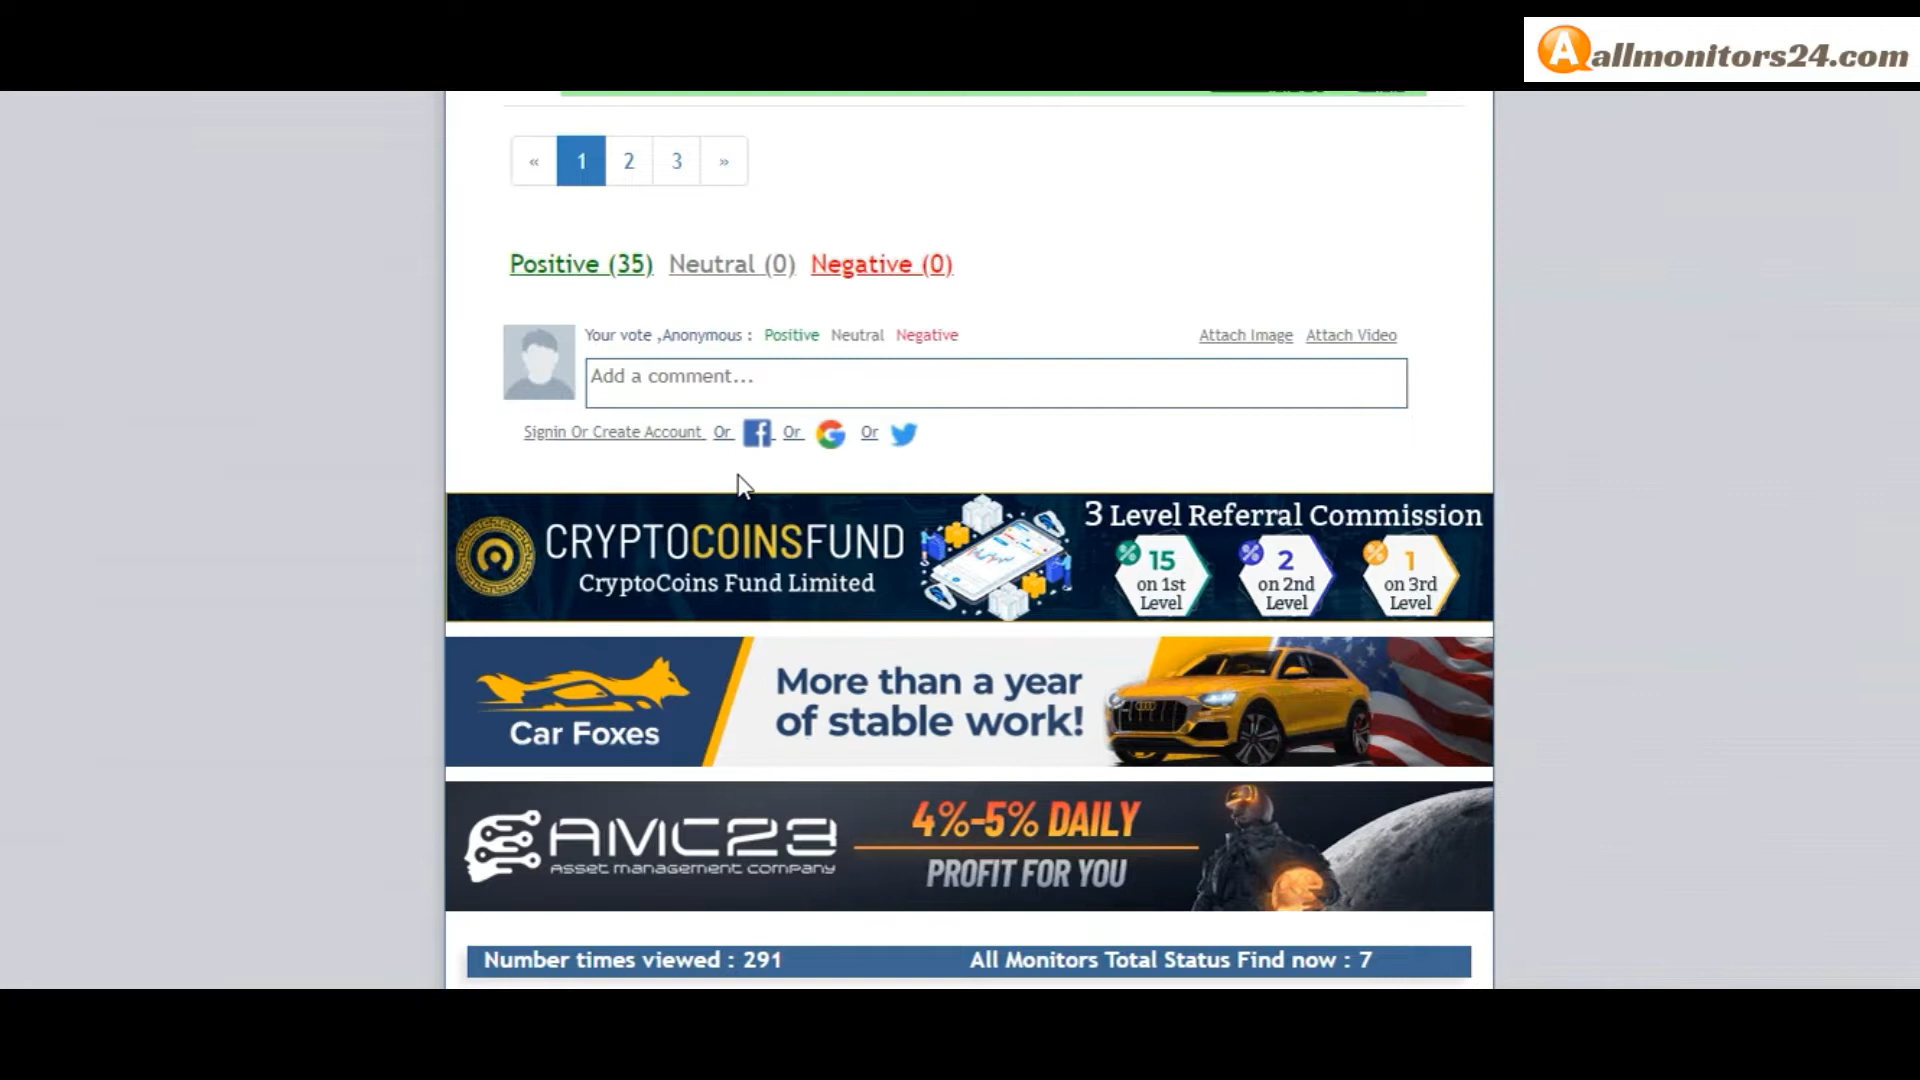 allmonitors24.com
« 1 2 3 »
Positive (35) Neutral (0) Negative (0)
Your vote ,Anonymous : Positive Neutral Negative Attach Image Attach Video
Add a comment...
Signin Or Create Account Or Or Or
CRYPTOCOINSFUND
CryptoCoins Fund Limited
3 Level Referral Commission
% 15 % 2 % 1
on 1st on 2nd on 3rd
Level Level Level
Car Foxes
More than a year
of stable work!
AMC23
Asset management company
4%-5% DAILY
PROFIT FOR YOU
Number times viewed : 291 All Monitors Total Status Find now : 7